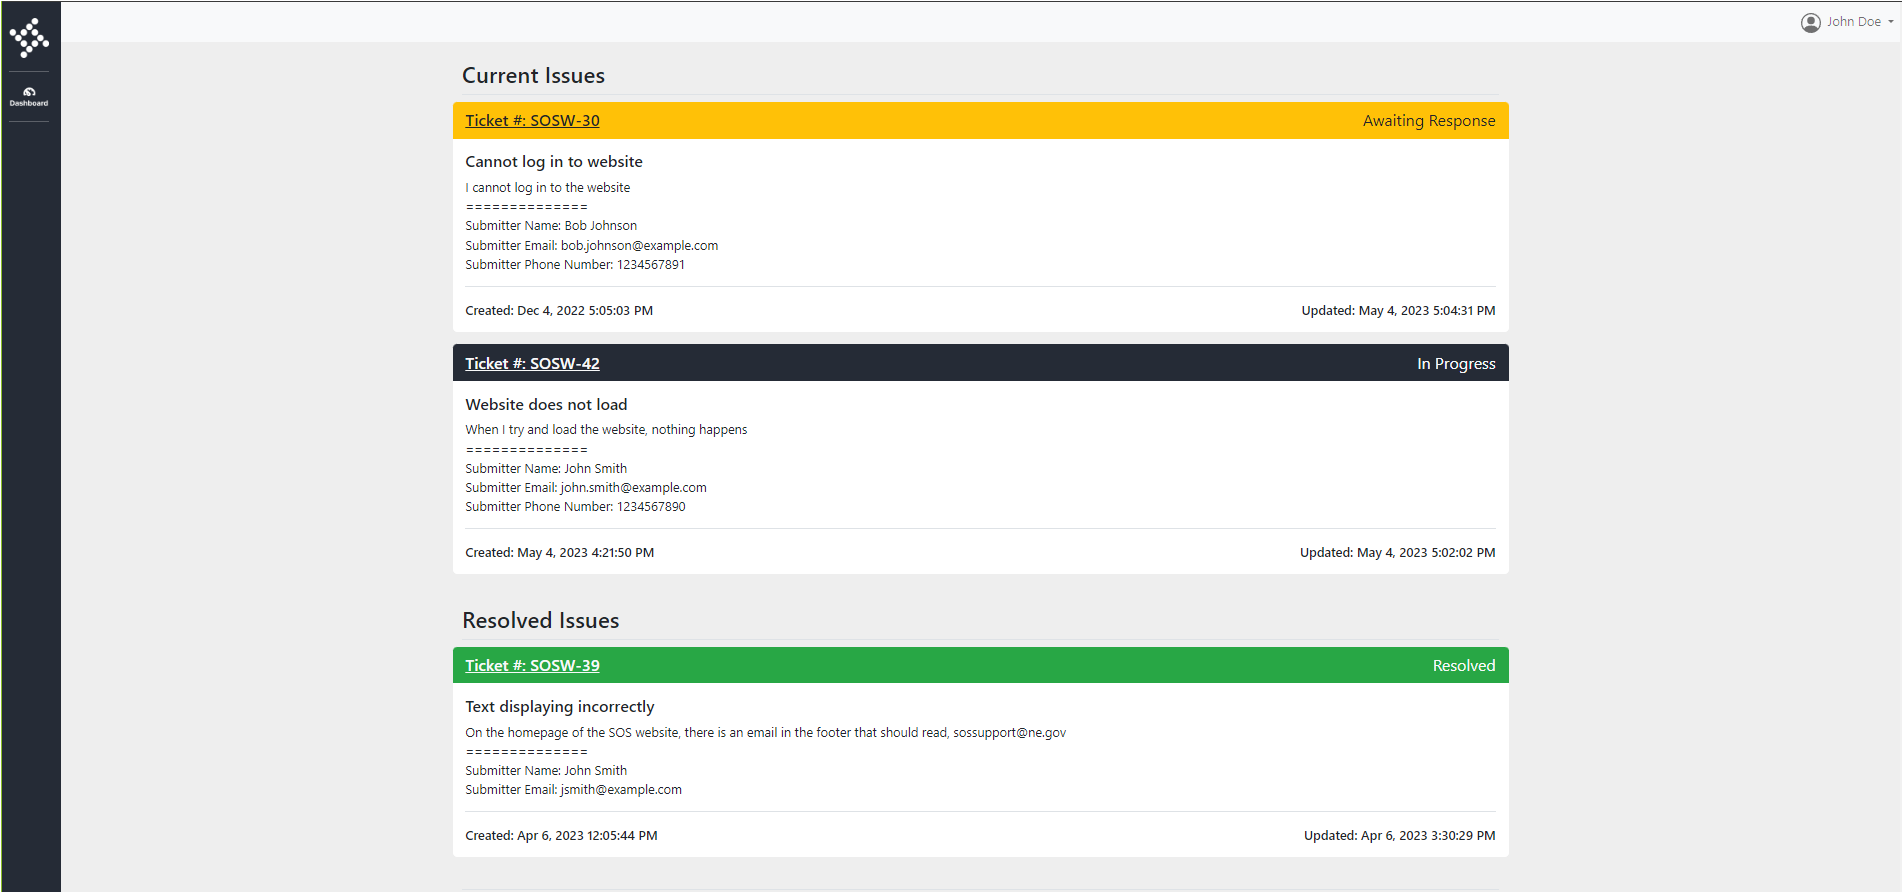 John Doe
Dashboard
Current Issues
Ticket #: SOSW-30 Awaiting Response
Cannot log in to website
I cannot log in to the website
==============
Submitter Name: Bob Johnson
Submitter Email: bob.johnson@example.com
Submitter Phone Number: 1234567891
Created: Dec 4, 2022 5:05:03 PM Updated: May 4, 2023 5:04:31 PM
Ticket #: SOSW-42 In Progress
Website does not load
When I try and load the website, nothing happens
==============
Submitter Name: John Smith
Submitter Email: john.smith@example.com
Submitter Phone Number: 1234567890
Created: May 4, 2023 4:21:50 PM Updated: May 4, 2023 5:02:02 PM
Resolved Issues
Ticket #: SOSW-39 Resolved
Text displaying incorrectly
On the homepage of the SOS website, there is an email in the footer that should read, sossupport@ne.gov
==============
Submitter Name: John Smith
Submitter Email: jsmith@example.com
Created: Apr 6, 2023 12:05:44 PM Updated: Apr 6, 2023 3:30:29 PM